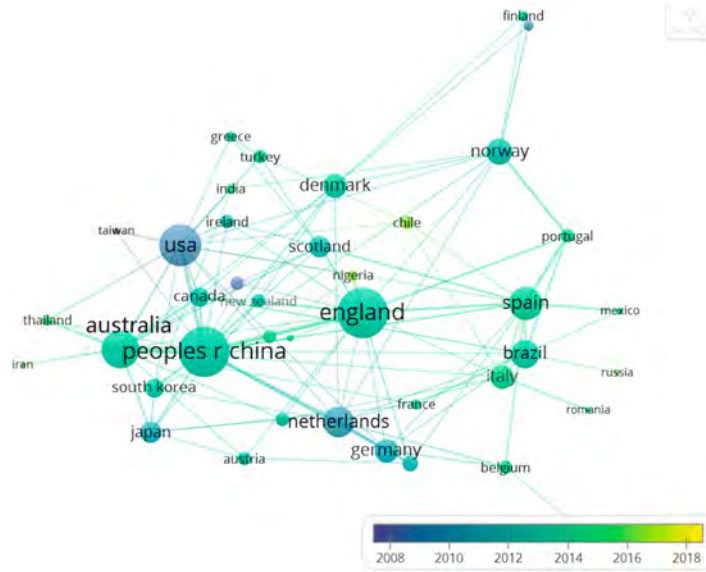 finland
norway
greece
turkey
denmark
india
ireland
chile
taiwan
usa
scotland
portugal
nigeria
canada
new zealand
england
spain
mexico
thailand
australia
peoples r china
brazil
iran
south korea
italy
russia
france
romania
japan
netherlands
germany
austria
belgium
2008 2010 2012 2014 2016 2018